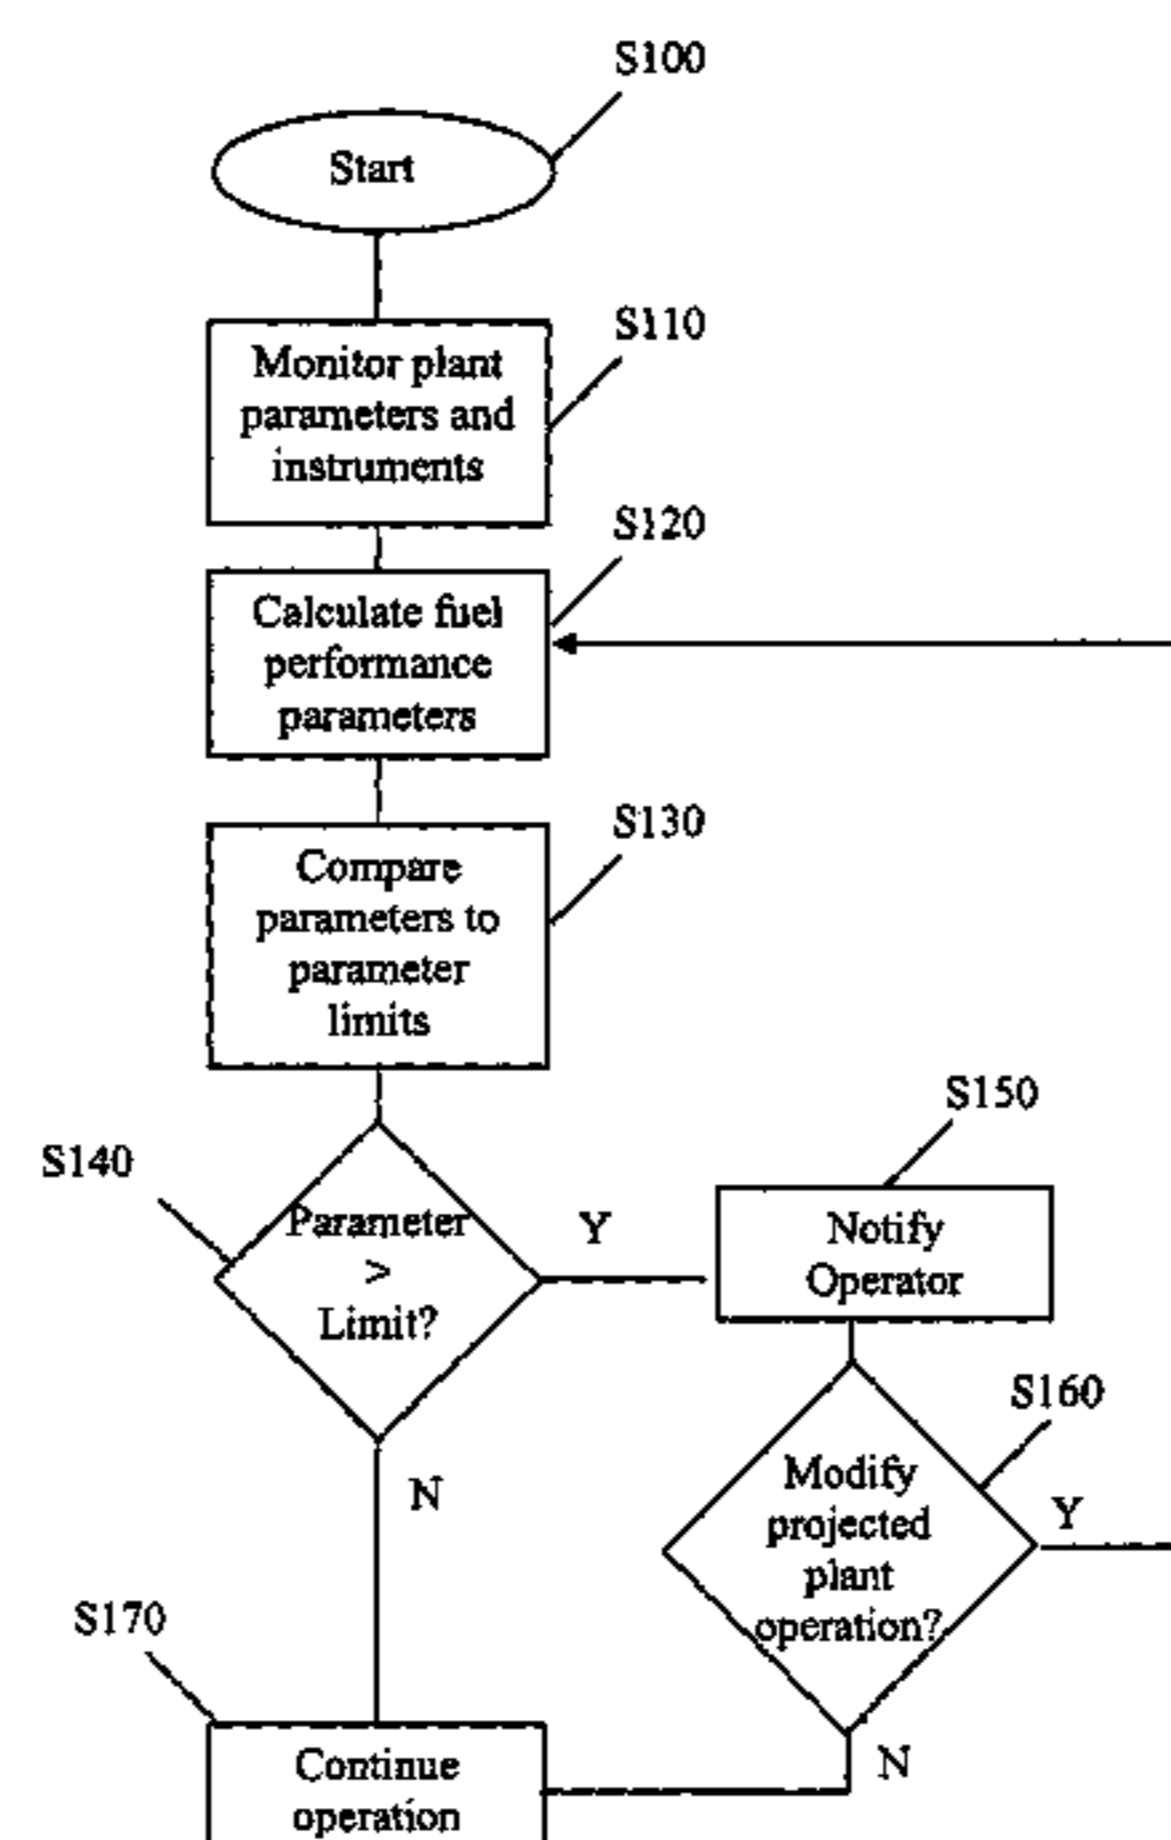 S100
Start
S110
Monitor plant
parameters and
instruments
S120
Calculate fuel
performance
parameters
S130
Compare
parameters to
parameter
limits
S140
Parameter
>
Limit?
Y
S150
Notify
Operator
S160
Modify
projected
plant
operation?
Y
N
S170
Continue
operation
N